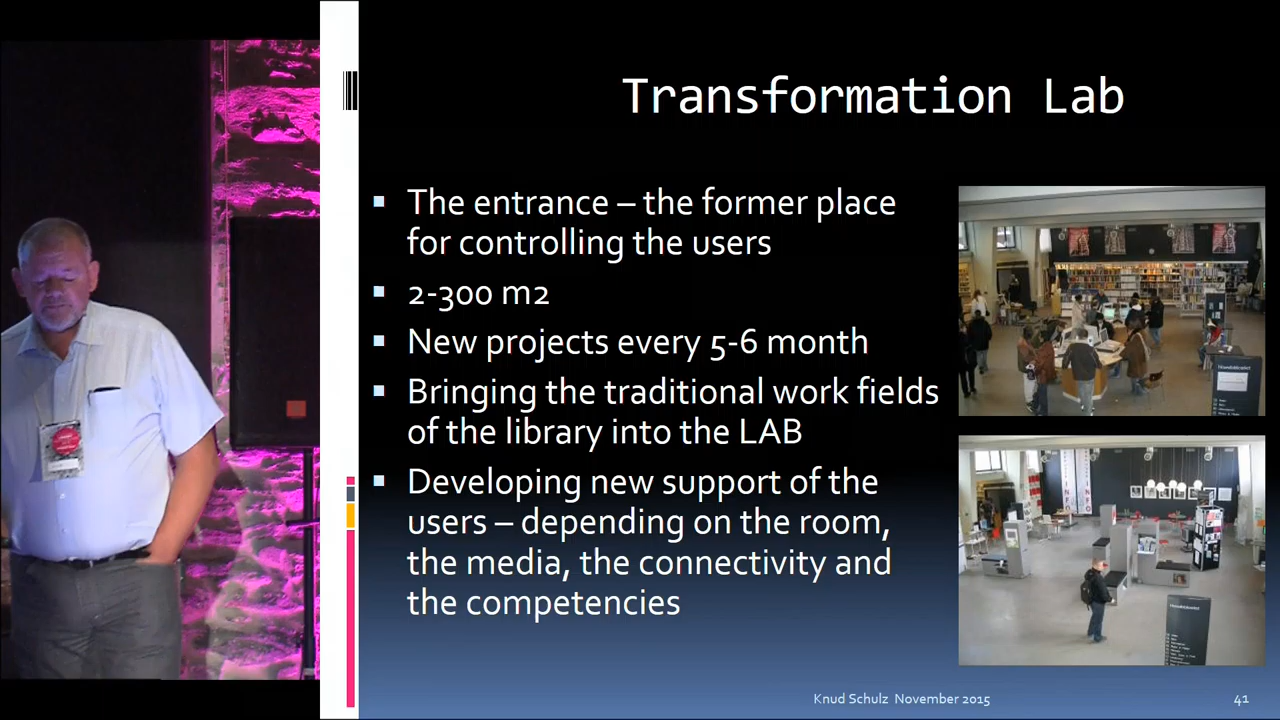 Transformation Lab
The entrance – the former place
for controlling the users
2-300 m2
New projects every 5-6 month
Bringing the traditional work fields
of the library into the LAB
Developing new support of the
users – depending on the room,
the media, the connectivity and
the competencies
Knud Schulz November 2015
41